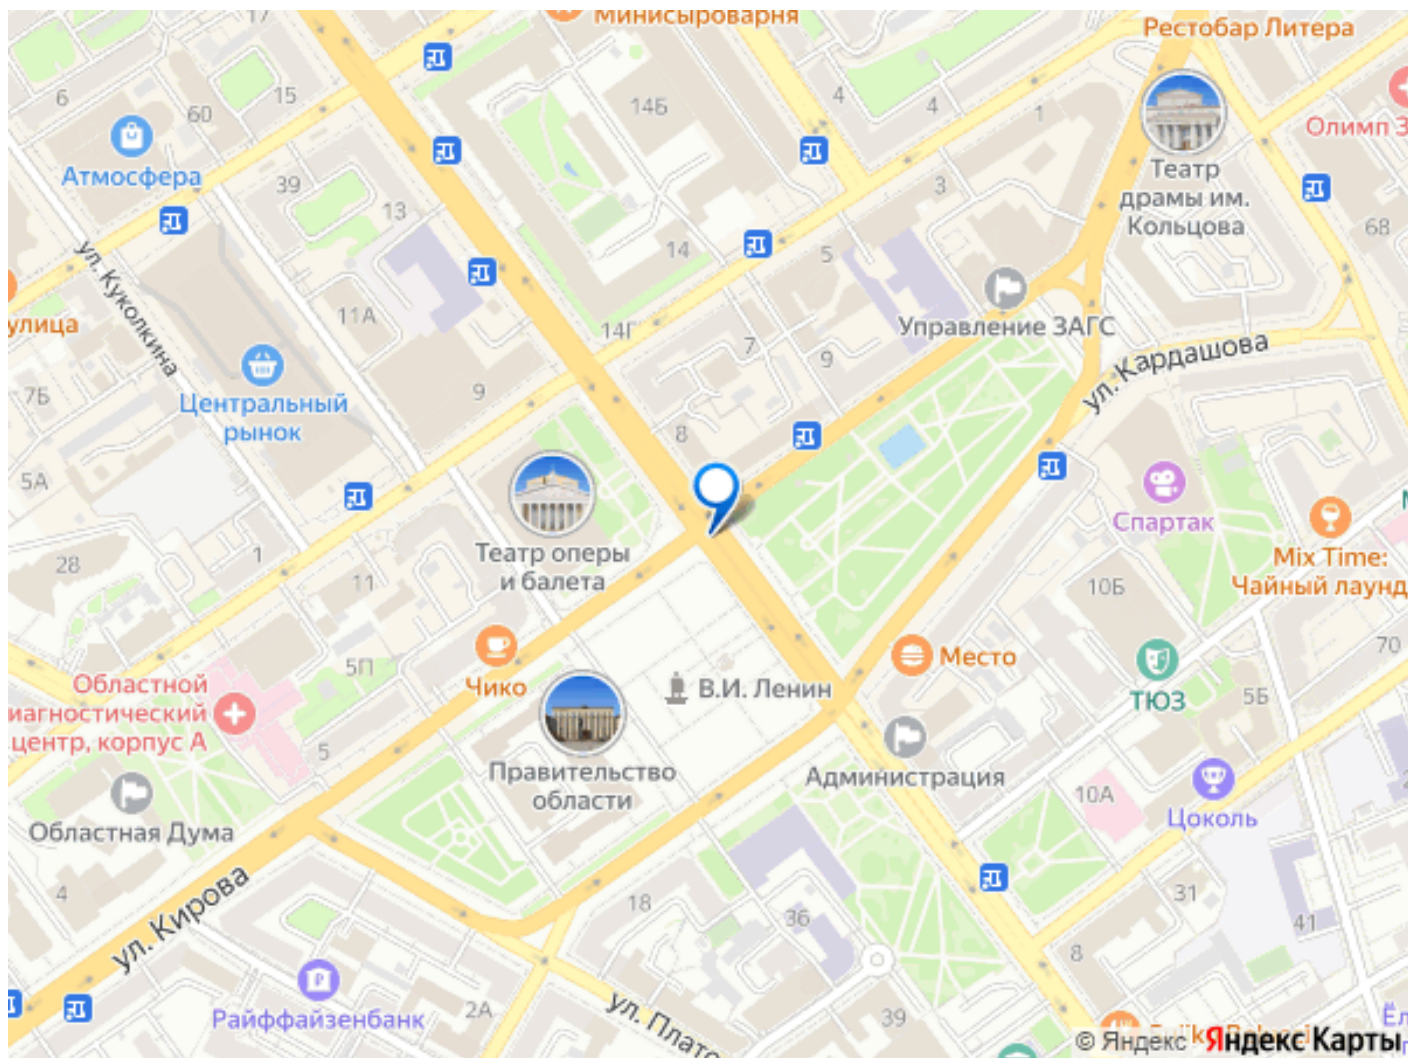 Минисыроварня
Рестобар Литера
17
6
15
60
14Б
4
4
1
Олимп З
Атмосфера
39
13
3
Театр
драмы им.
Кольцова
68
14
5
ул. Куколкина
улица
11А
14Г
7
9
Управление ЗАГС
ул. Кардашова
7Б
Центральный
рынок
9
8
5А
Спартак
28
1
11
Театр оперы
и балета
10Б
Mix Time:
Чайный лаунд
5П
Чико
Место
70
Областной
иагностический
центр, корпус А
В.И. Ленин
ТЮЗ
5Б
5
Правительство
области
Администрация
10А
Цоколь
Областная Дума
4
ул. Кирова
18
36
31
41
8
Р
Райффайзенбанк
2А
ул. Плато
39
Ёл
© Яндекс
Яндекс Карты